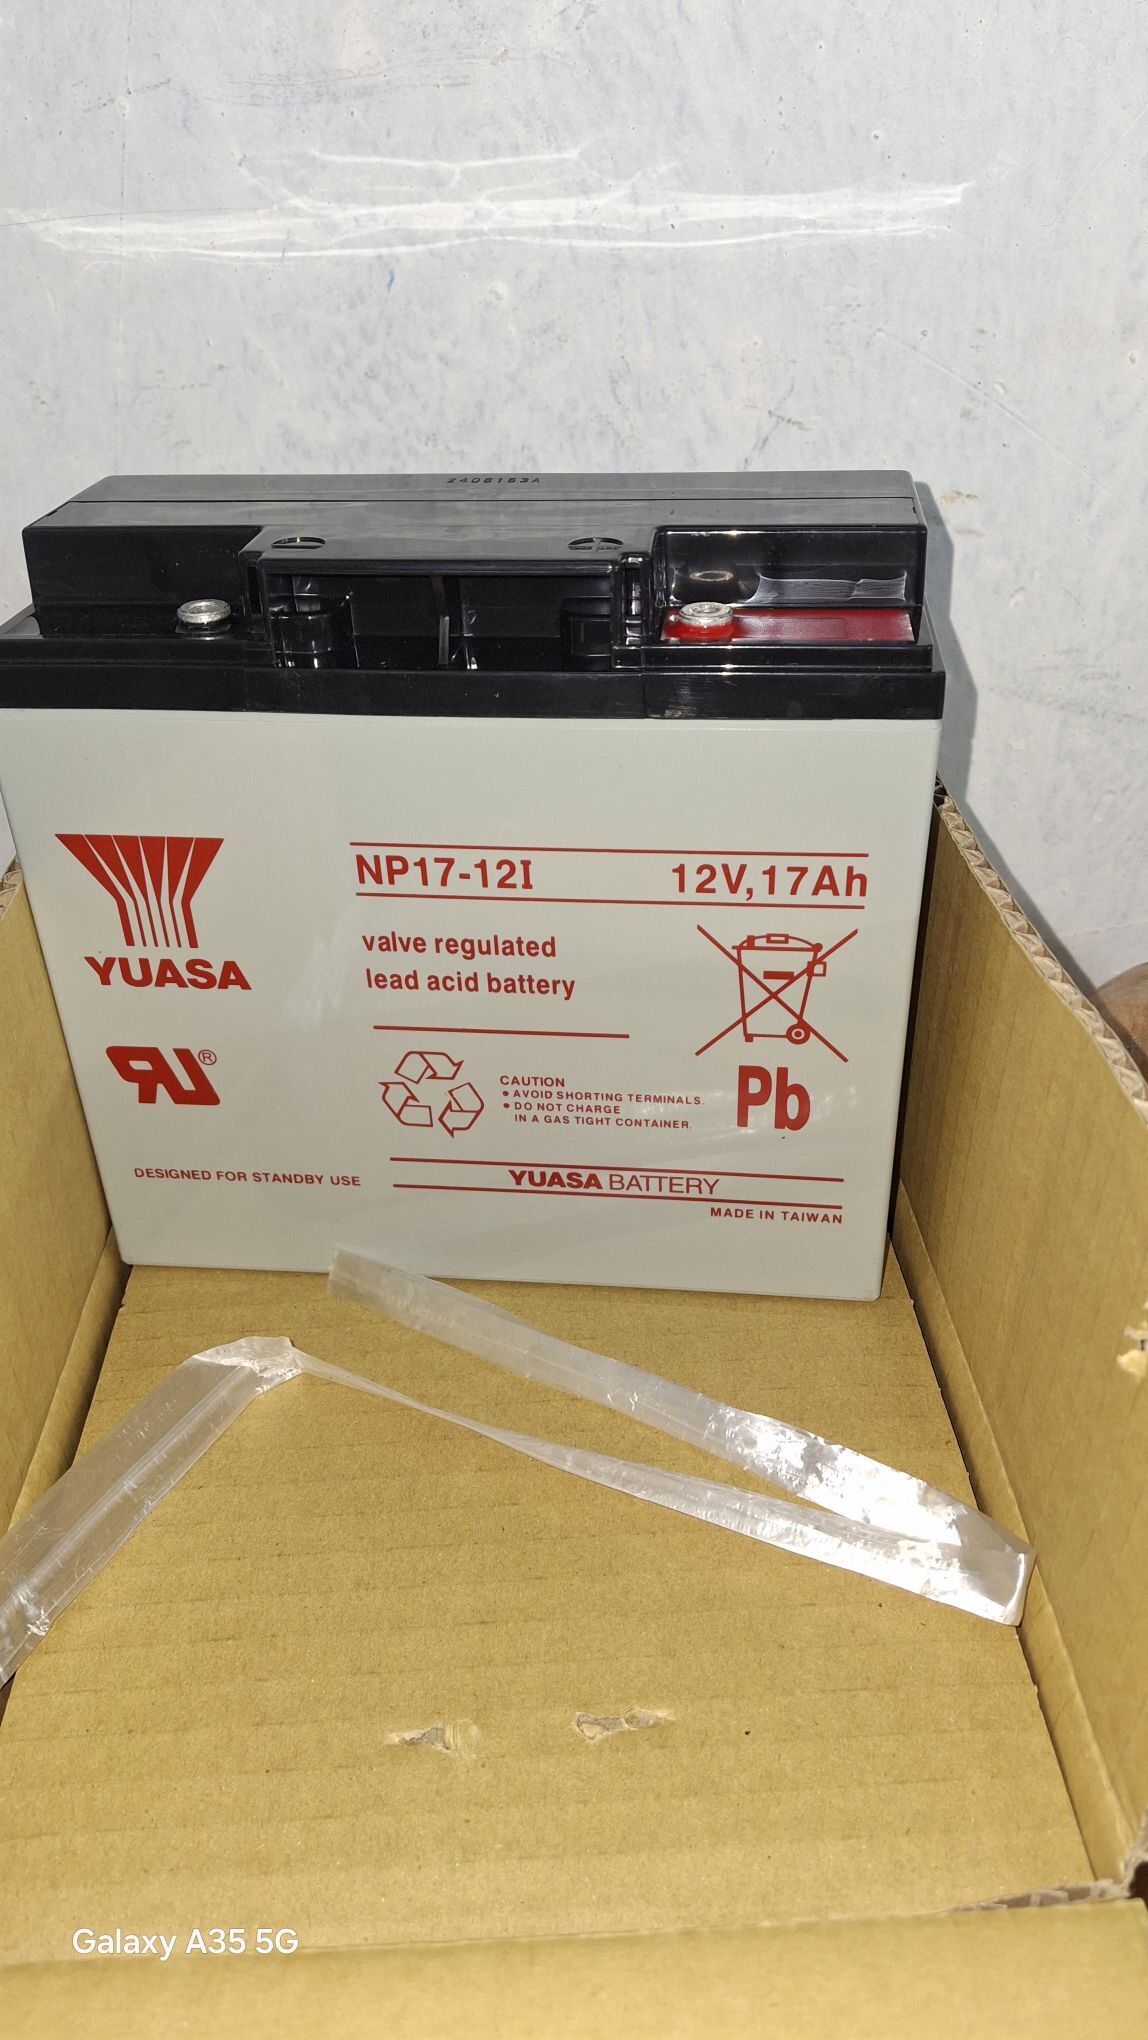 2405153A
YUASA
NP17-12I 12V,17Ah
valve regulated
lead acid battery
®
CAUTION
• AVOID SHORTING TERMINALS.
• DO NOT CHARGE
IN A GAS TIGHT CONTAINER.
Pb
DESIGNED FOR STANDBY USE
YUASA BATTERY
MADE IN TAIWAN
Galaxy A35 5G